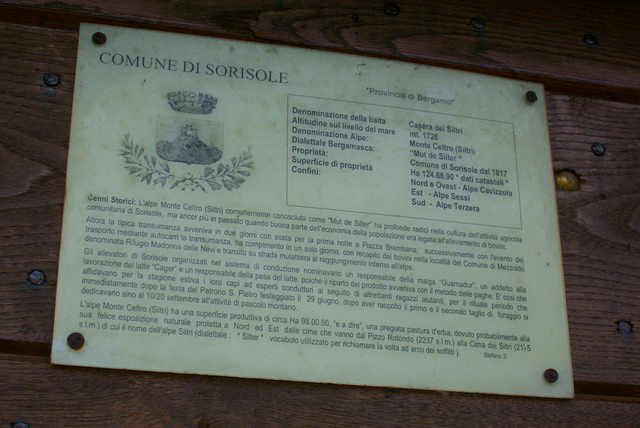 COMUNE DI SORISOLE
"Provincia di Bergamo"
Denominazione della baita Casera dei Siltri
Altitudine sul livello del mare mt. 1726
Denominazione Alpe: Monte Celtro (Siltri)
Dialettale Bergamasca: "Mut de Silter "
Proprietà: Comune di Sorisole dal 1817
Superficie di proprietà Ha 124.68.90 * dati catastali *
Confini: Nord e Ovest - Alpe Cavizzola
Est - Alpe Sessi
Sud - Alpe Terzera
Cenni Storici: L'alpe Monte Celtro (Siltri) comunemente conosciuta come "Mut de Silter " ha profonde radici nella cultura dell'attività agricola
comunitaria di Sorisole, ma ancor più in passato quando buona parte dell'economia della popolazione era legata all'allevamento di bovini.
Allora la tipica transumanza avveniva in due giorni con sosta per la prima notte a Piazza Brembana, successivamente con l'evento del
trasporto mediante autocarri la transumanza, ha compimento in un solo giorno, con recapito dei bovini nella località del Comune di Mezzoldo
denominata Rifugio Madonna delle Nevi e transito su strada mulattiera al raggiungimento interno all'alpe.
Gli allevatori di Sorisole organizzati nel sistema di conduzione nominavano un responsabile della malga "Guarnadur", un addetto alla
lavorazione del latte "Cager" e un responsabile della pesa del latte, poiché il riparto del prodotto avveniva con il metodo delle paghe. E' così che
affidavano per la stagione estiva i loro capi ad esperti conduttori al seguito di altrettanti ragazzi aiutanti, per il rituale periodo che
immediatamente dopo la festa del Patrono S. Pietro festeggiato il 29 giugno, dopo aver raccolto il primo e il secondo taglio di foraggio si
dedicavano sino al 10/20 settembre all'attività di pascolo montano.
L'alpe Monte Celtro (Siltri) ha una superficie produttiva di circa Ha 98.00.00, "e a dire", una pregiata pastura d'erba, dovuto probabilmente alla
sua felice esposizione naturale protetta a Nord ed Est dalle cime che vanno dal Pizzo Rotondo (2237 s.l.m.) alla Cima dei Siltri (2175
s.l.m.) di cui il nome dell'alpe Siltri (dialettale : " Silter " vocabolo utilizzato per richiamare la volta ad arco dei soffitti ).
Stefano S